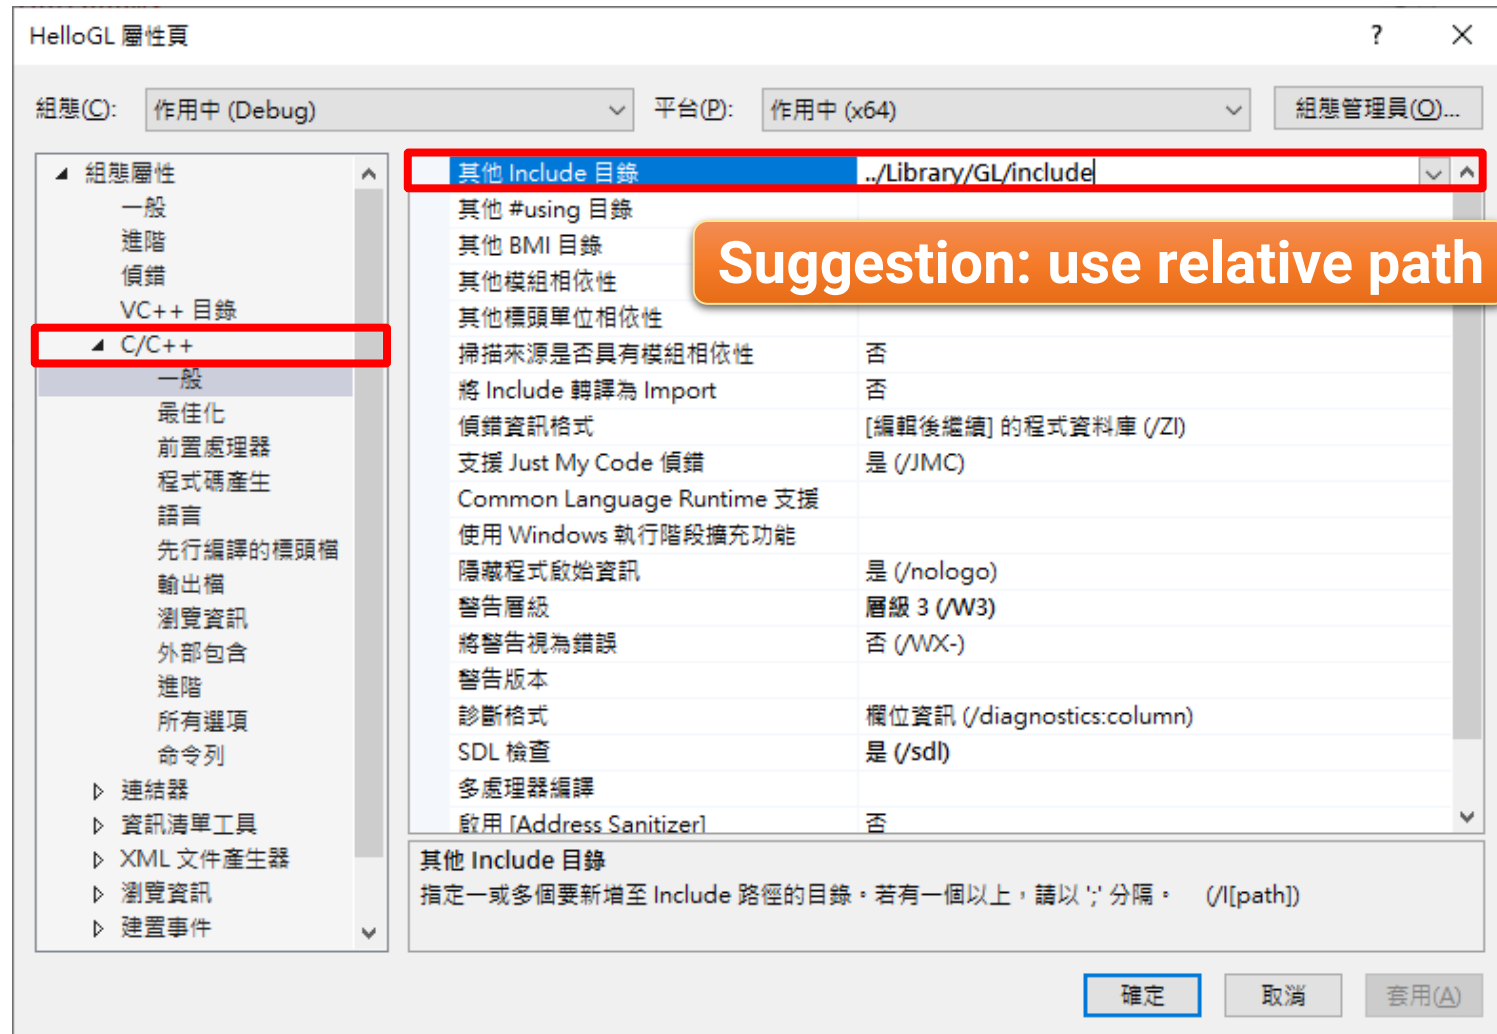 HelloGL 屬性頁
?
組態(C):
作用中 (Debug)
平台(P):
作用中 (x64)
組態管理員(O)...
組態屬性
一般
進階
偵錯
VC++ 目錄
C/C++
一般
最佳化
前置處理器
程式碼產生
語言
先行編譯的標頭檔
輸出檔
瀏覽資訊
外部包含
進階
所有選項
命令列
連結器
資訊清單工具
XML 文件產生器
瀏覽資訊
建置事件
其他 Include 目錄
../Library/GL/include
其他 #using 目錄
其他 BMI 目錄
其他模組相依性
其他標頭單位相依性
Suggestion: use relative path
掃描來源是否具有模組相依性
否
將 Include 轉譯為 Import
否
偵錯資訊格式
[編輯後繼續] 的程式資料庫 (/ZI)
支援 Just My Code 偵錯
是 (/JMC)
Common Language Runtime 支援
使用 Windows 執行階段擴充功能
隱藏程式啟始資訊
是 (/nologo)
警告層級
層級 3 (/W3)
將警告視為錯誤
否 (/WX-)
警告版本
診斷格式
欄位資訊 (/diagnostics:column)
SDL 檢查
是 (/sdl)
多處理器編譯
啟用 [Address Sanitizer]
否
其他 Include 目錄
指定一或多個要新增至 Include 路徑的目錄。若有一個以上，請以 ';' 分隔。 (/I[path])
確定
取消
套用(A)